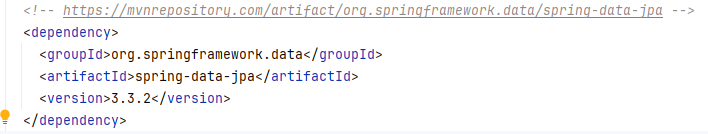 <!-- https://mvnrepository.com/artifact/org.springframework.data/spring-data-jpa -->
<dependency>
<groupId>org.springframework.data</groupId>
<artifactId>spring-data-jpa</artifactId>
<version>3.3.2</version>
</dependency>